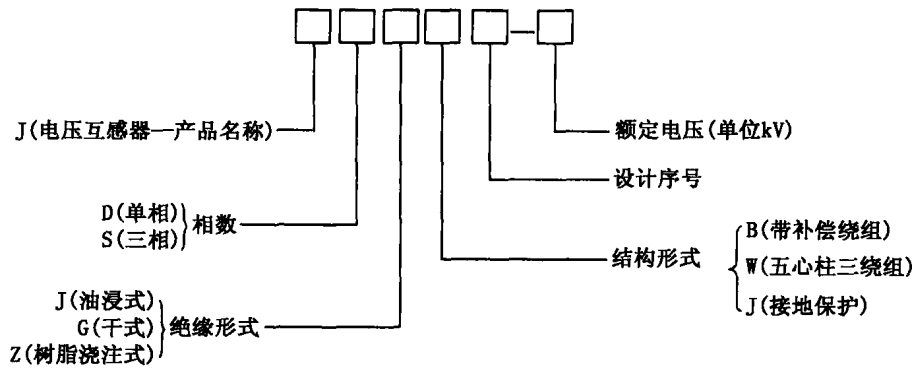 J(电压互感器—产品名称)
额定电压(单位kV)
设计序号
D(单相)
S(三相)
相数
结构形式
B(带补偿绕组)
W(五心柱三绕组)
J(接地保护)
J(油浸式)
G(干式)
Z(树脂浇注式)
绝缘形式